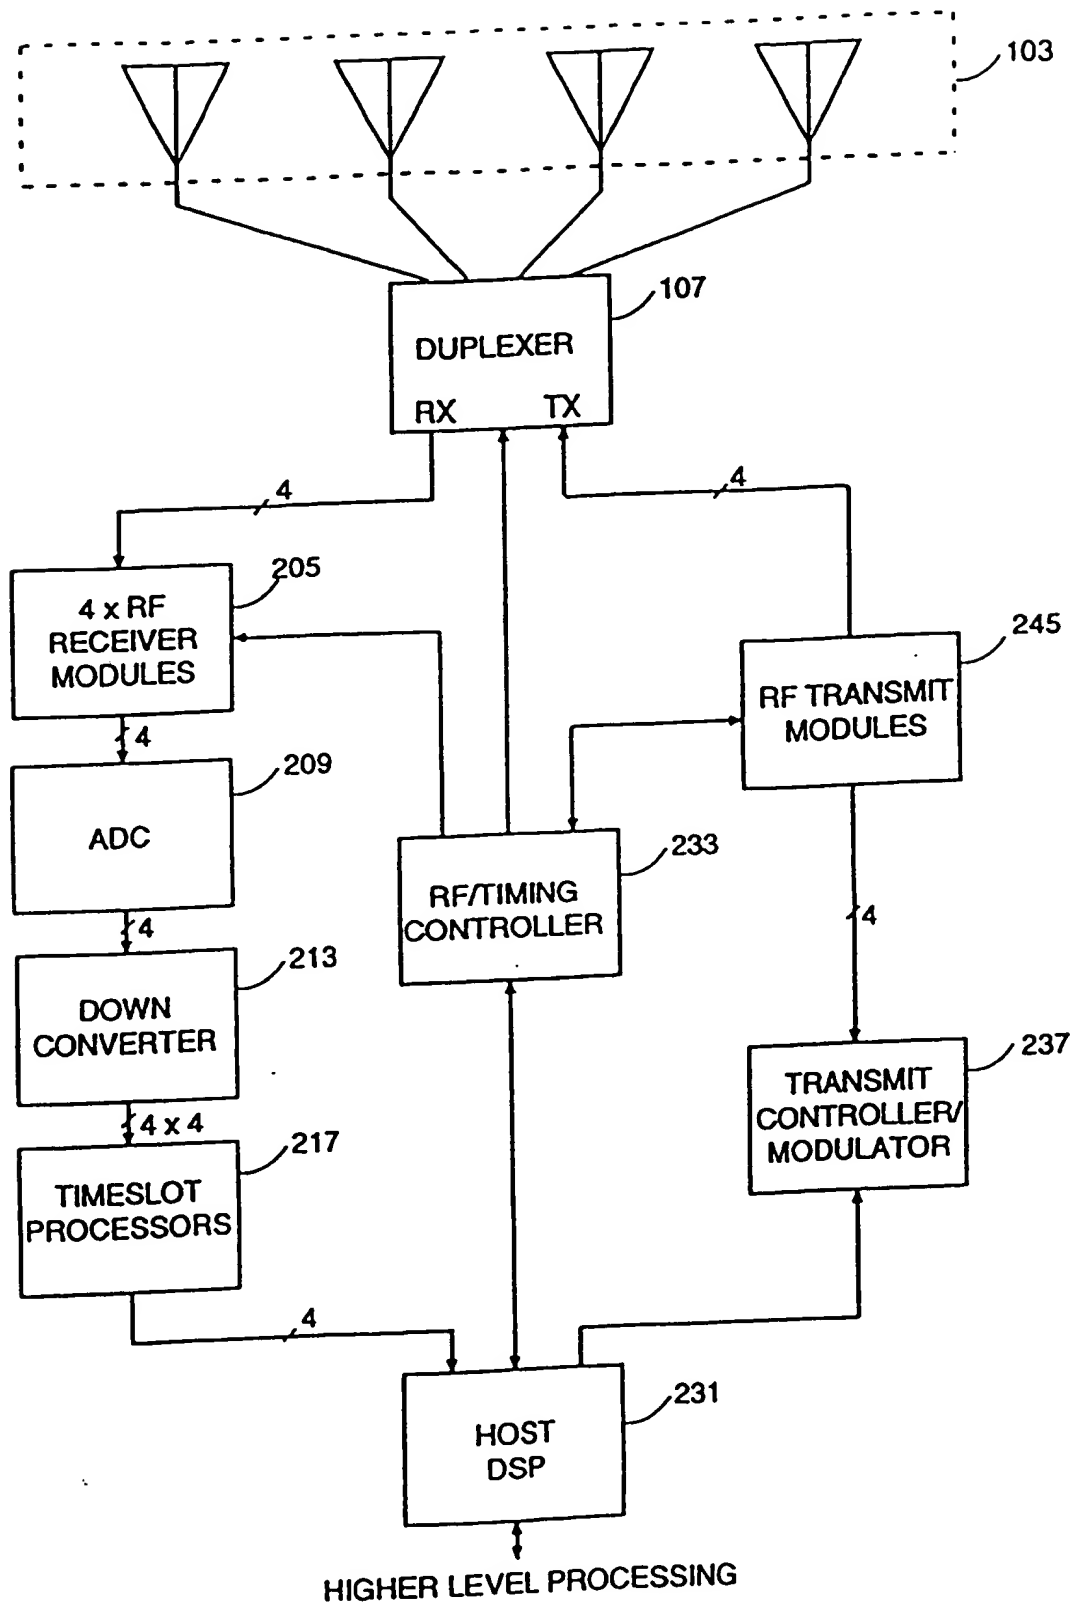 103
107
DUPLEXER
RX
TX
4
4
205
4 x RF
RECEIVER
MODULES
245
RF TRANSMIT
MODULES
4
209
ADC
233
RF/TIMING
CONTROLLER
4
4
213
DOWN
CONVERTER
237
TRANSMIT
CONTROLLER/
MODULATOR
4 x 4
217
TIMESLOT
PROCESSORS
4
231
HOST
DSP
HIGHER LEVEL PROCESSING